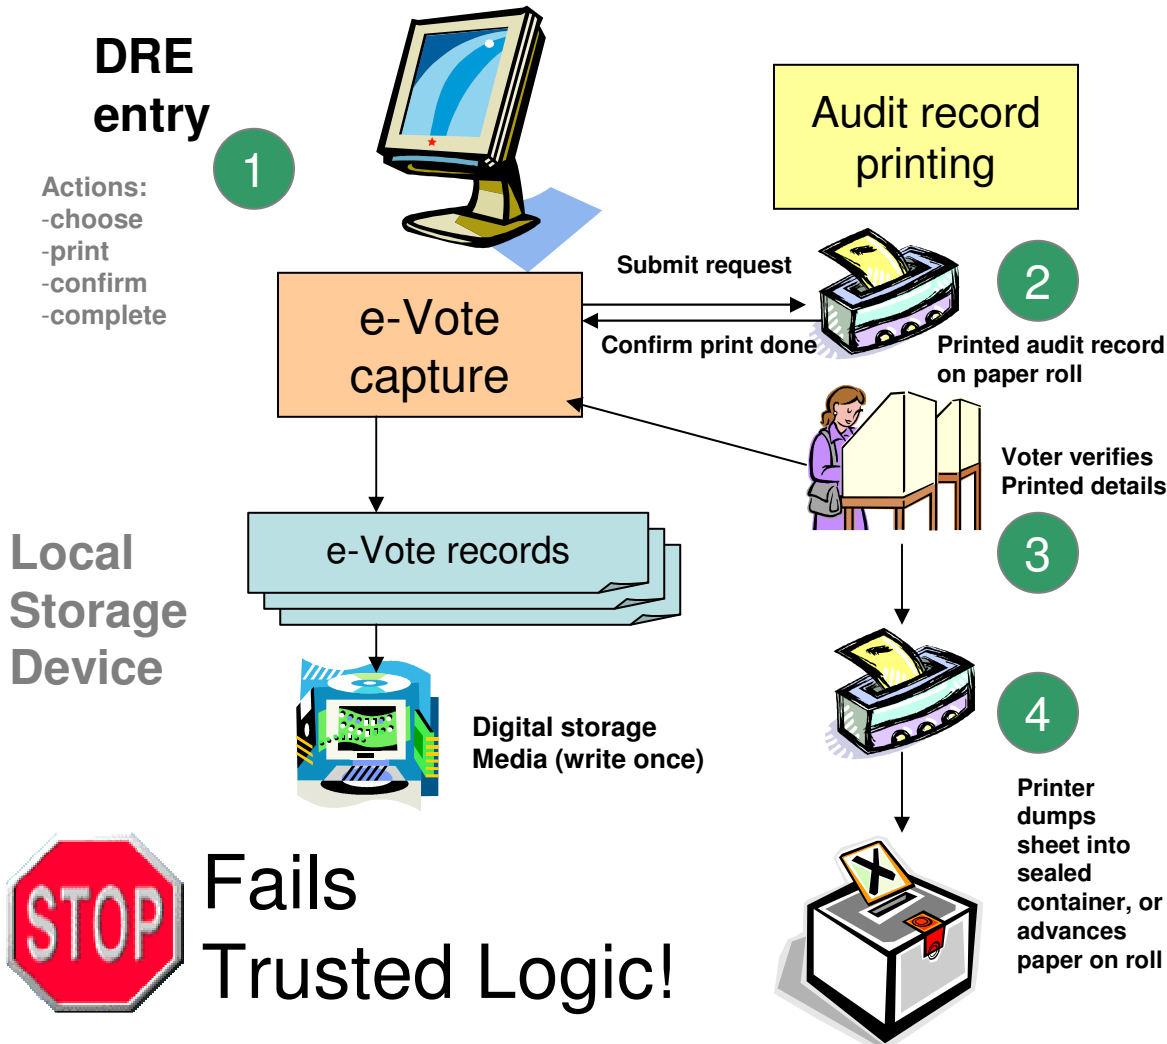 DRE
entry
1
Actions:
-choose
-print
-confirm
-complete
Audit record
printing
Submit request
Confirm print done
2
Printed audit record
on paper roll
e-Vote
capture
Voter verifies
Printed details
3
e-Vote records
Local
Storage
Device
Digital storage
Media (write once)
4
Printer
dumps
sheet into
sealed
container, or
advances
paper on roll
STOP
Fails
Trusted Logic!